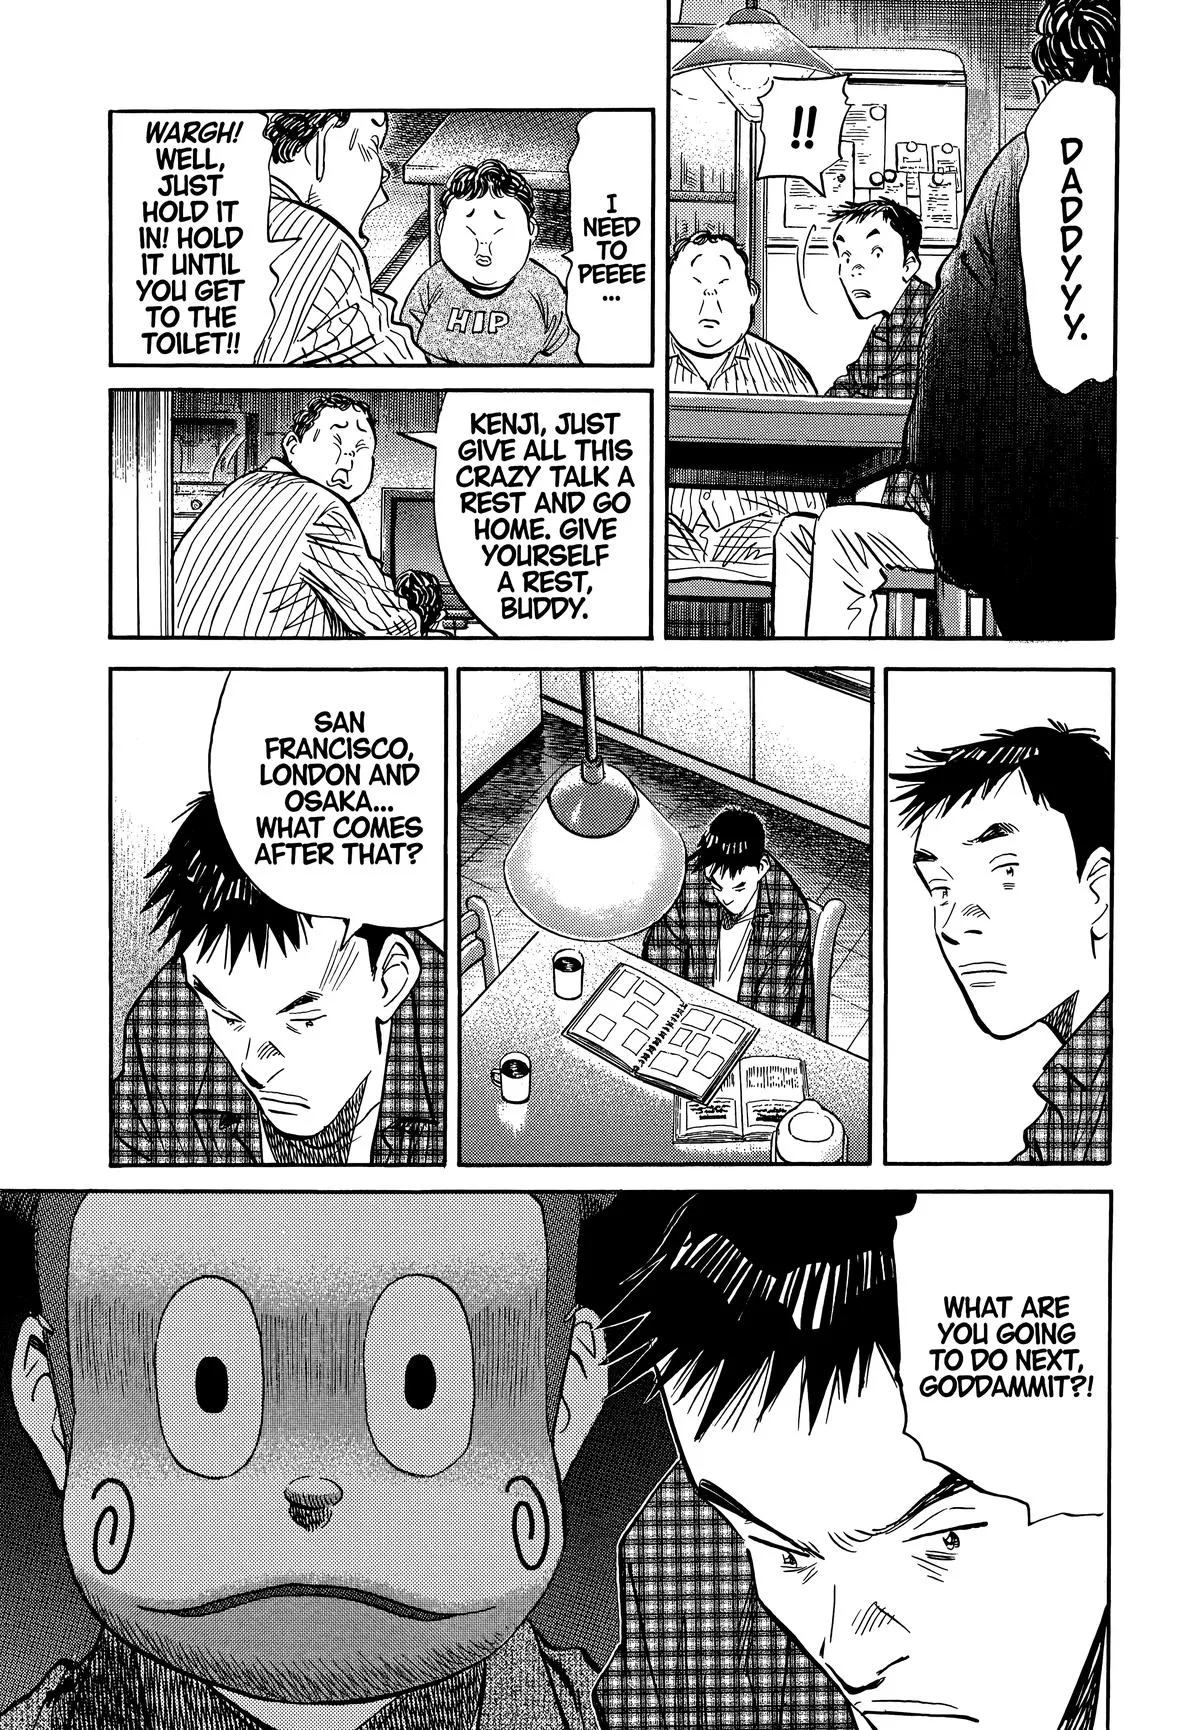 DADDYYY.
!!
I
NEED
TO
PEEEE
...
HIP
WARGH!
WELL,
JUST
HOLD IT
IN! HOLD
IT UNTIL
YOU GET
TO THE
TOILET!!
KENJI, JUST
GIVE ALL THIS
CRAZY TALK A
REST AND GO
HOME. GIVE
YOURSELF
A REST,
BUDDY.
SAN
FRANCISCO,
LONDON AND
OSAKA...
WHAT COMES
AFTER THAT?
WHAT ARE
YOU GOING
TO DO NEXT,
GODDAMMIT?!